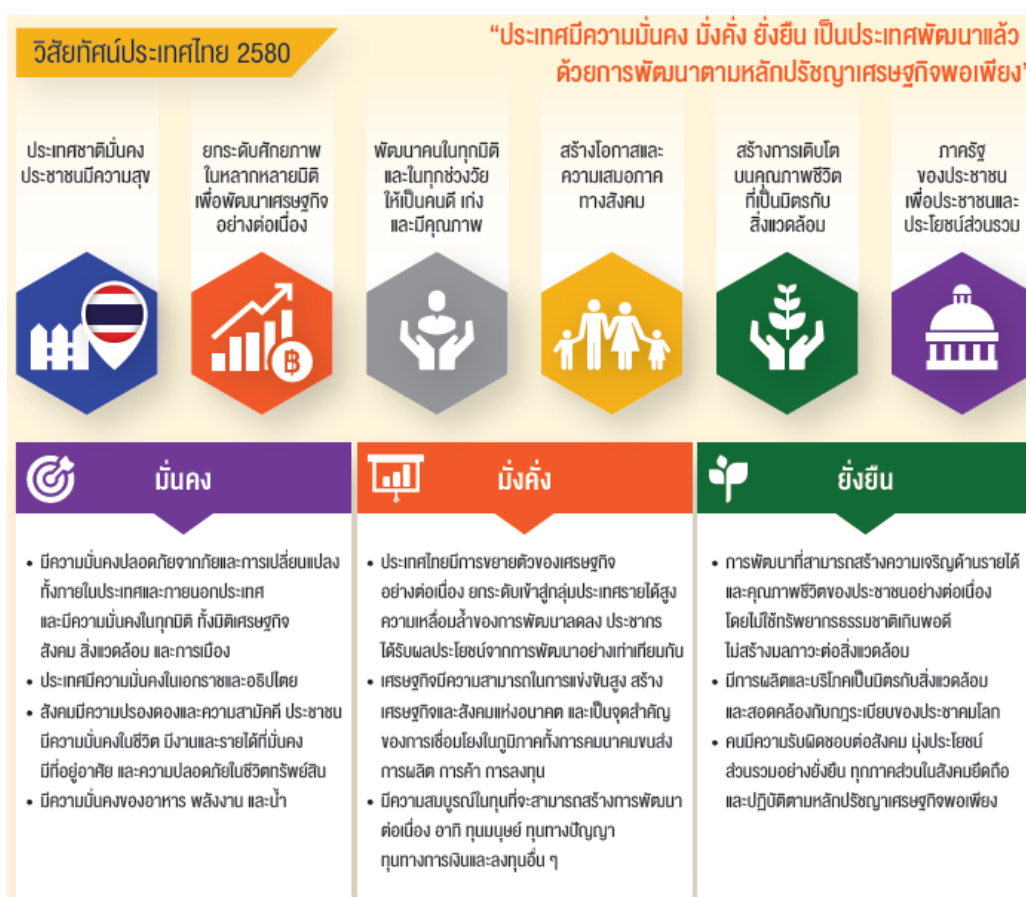 วิสัยทัศน์ประเทศไทย 2580
“ประเทศมีความมั่นคง มั่งคั่ง ยั่งยืน เป็นประเทศพัฒนาแล้ว
ด้วยการพัฒนาตามหลักปรัชญาเศรษฐกิจพอเพียง”
ประเทศชาติมั่นคง
ประชาชนมีความสุข
ยกระดับศักยภาพ
ในหลากหลายมิติ
เพื่อพัฒนาเศรษฐกิจ
อย่างต่อเนื่อง
พัฒนาคนในทุกมิติ
และในทุกช่วงวัย
ให้เป็นคนดี เก่ง
และมีคุณภาพ
สร้างโอกาสและ
ความเสมอภาค
ทางสังคม
สร้างการเติบโต
บนคุณภาพชีวิต
ที่เป็นมิตรกับ
สิ่งแวดล้อม
ภาครัฐ
ของประชาชน
เพื่อประชาชนและ
ประโยชน์ส่วนรวม
฿
มั่นคง
• มีความมั่นคงปลอดภัยจากภัยและการเปลี่ยนแปลง
ทั้งภายในประเทศและภายนอกประเทศ
และมีความมั่นคงในทุกมิติ ทั้งมิติเศรษฐกิจ
สังคม สิ่งแวดล้อม และการเมือง
• ประเทศมีความมั่นคงในเอกราชและอธิปไตย
• สังคมมีความปรองดองและความสามัคคี ประชาชน
มีความมั่นคงในชีวิต มีงานและรายได้ที่มั่นคง
มีที่อยู่อาศัย และความปลอดภัยในชีวิตทรัพย์สิน
• มีความมั่นคงของอาหาร พลังงาน และน้ำ
มั่งคั่ง
• ประเทศไทยมีการขยายตัวของเศรษฐกิจ
อย่างต่อเนื่อง ยกระดับเข้าสู่กลุ่มประเทศรายได้สูง
ความเหลื่อมล้ำของการพัฒนาลดลง ประชากร
ได้รับผลประโยชน์จากการพัฒนาอย่างเท่าเทียมกัน
• เศรษฐกิจมีความสามารถในการแข่งขันสูง สร้าง
เศรษฐกิจและสังคมแห่งอนาคต และเป็นจุดสำคัญ
ของการเชื่อมโยงในภูมิภาคทั้งการคมนาคมขนส่ง
การผลิต การค้า การลงทุน
• มีความสมบูรณ์ในทุนที่จะสามารถสร้างการพัฒนา
ต่อเนื่อง อาทิ ทุนมนุษย์ ทุนทางปัญญา
ทุนทางการเงินและลงทุนอื่น ๆ
ยั่งยืน
• การพัฒนาที่สามารถสร้างความเจริญด้านรายได้
และคุณภาพชีวิตของประชาชนอย่างต่อเนื่อง
โดยไม่ใช้ทรัพยากรธรรมชาติเกินพอดี
ไม่สร้างมลภาวะต่อสิ่งแวดล้อม
• มีการผลิตและบริโภคเป็นมิตรกับสิ่งแวดล้อม
และสอดคล้องกับกฎระเบียบของประชาคมโลก
• คนมีความรับผิดชอบต่อสังคม มุ่งประโยชน์
ส่วนรวมอย่างยั่งยืน ทุกภาคส่วนในสังคมยึดถือ
และปฏิบัติตามหลักปรัชญาเศรษฐกิจพอเพียง